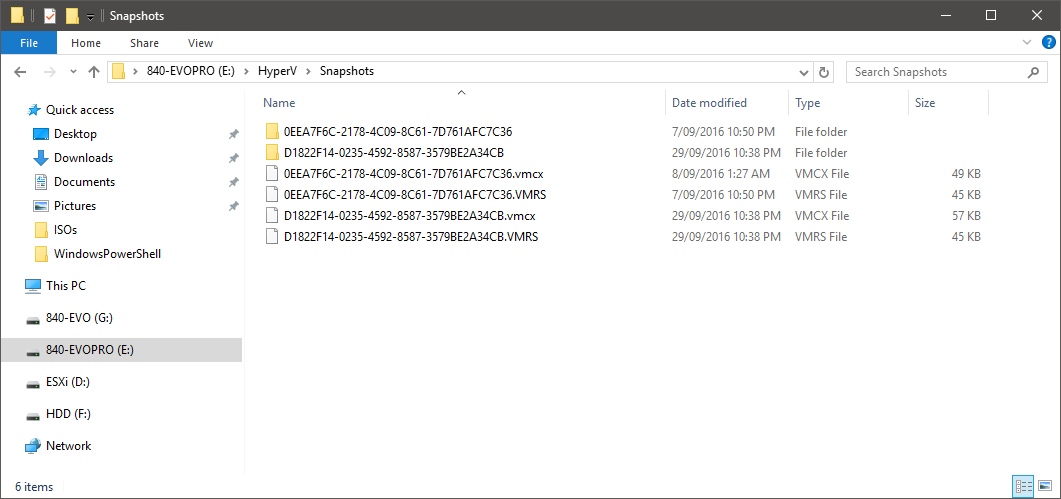 Snapshots
File Home Share View
840-EVOPRO (E:) HyperV Snapshots Search Snapshots
Name Date modified Type Size
Quick access
Desktop
Downloads
Documents
Pictures
ISOs
WindowsPowerShell
This PC
840-EVO (G:)
840-EVOPRO (E:)
ESXi (D:)
HDD (F:)
Network
0EEA7F6C-2178-4C09-8C61-7D761AFC7C36 7/09/2016 10:50 PM File folder
D1822F14-0235-4592-8587-3579BE2A34CB 29/09/2016 10:38 PM File folder
0EEA7F6C-2178-4C09-8C61-7D761AFC7C36.vmcx 8/09/2016 1:27 AM VMCX File 49 KB
0EEA7F6C-2178-4C09-8C61-7D761AFC7C36.VMRS 7/09/2016 10:50 PM VMRS File 45 KB
D1822F14-0235-4592-8587-3579BE2A34CB.vmcx 29/09/2016 10:38 PM VMCX File 57 KB
D1822F14-0235-4592-8587-3579BE2A34CB.VMRS 29/09/2016 10:38 PM VMRS File 45 KB
6 items